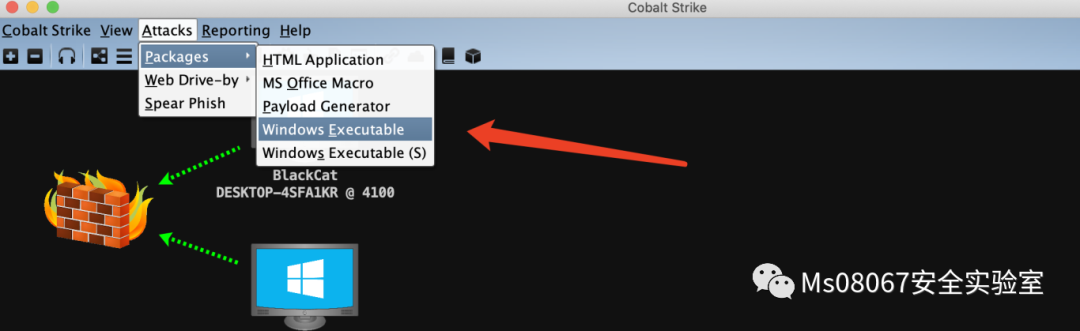 Cobalt Strike
Cobalt Strike View Attacks Reporting Help
Packages
Web Drive-by
Spear Phish
HTML Application
MS Office Macro
Payload Generator
Windows Executable
Windows Executable (S)
BlackCat
DESKTOP-4SFA1KR @ 4100
Ms08067安全实验室